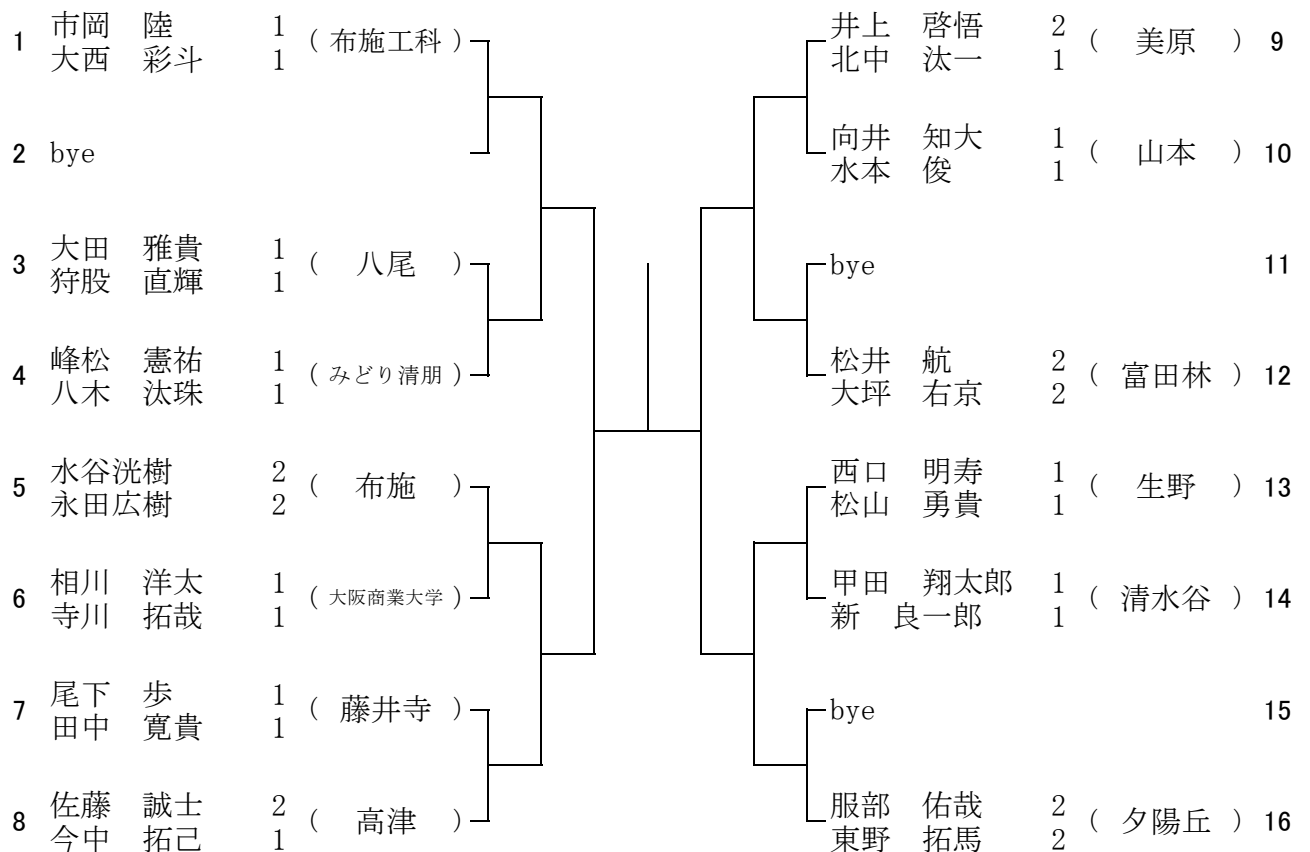 1 市岡 陸 1 ( 布施工科 )
大西 彩斗 1
2 bye
3 大田 雅貴 1 ( 八尾 )
狩股 直輝 1
4 峰松 憲祐 1 ( みどり清朋 )
八木 汰珠 1
5 水谷洸樹 2 ( 布施 )
永田広樹 2
6 相川 洋太 1 ( 大阪商業大学 )
寺川 拓哉 1
7 尾下 歩 1 ( 藤井寺 )
田中 寛貴 1
8 佐藤 誠士 2 ( 高津 )
今中 拓己 1
井上 啓悟 2 ( 美原 ) 9
北中 汰一 1
向井 知大 1 ( 山本 ) 10
水本 俊 1
bye 11
松井 航 2 ( 富田林 ) 12
大坪 右京 2
西口 明寿 1 ( 生野 ) 13
松山 勇貴 1
甲田 翔太郎 1 ( 清水谷 ) 14
新 良一郎 1
bye 15
服部 佑哉 2 ( 夕陽丘 ) 16
東野 拓馬 2